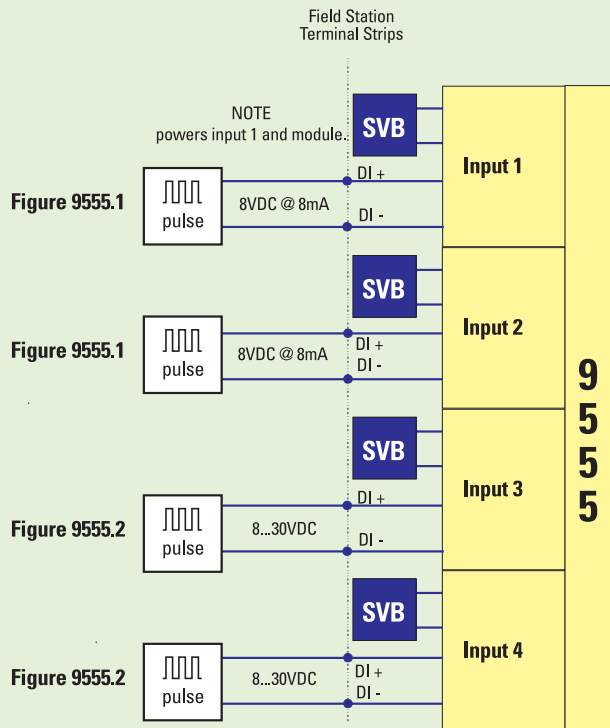 Field Station
Terminal Strips
NOTE
powers input 1 and module.
SVB
Input 1
DI +
Figure 9555.1
pulse
8VDC @ 8mA
DI -
SVB
Input 2
DI +
Figure 9555.1
pulse
8VDC @ 8mA
DI -
SVB
Input 3
DI +
Figure 9555.2
pulse
8...30VDC
DI -
SVB
Input 4
DI +
Figure 9555.2
pulse
8...30VDC
DI -
9
5
5
5